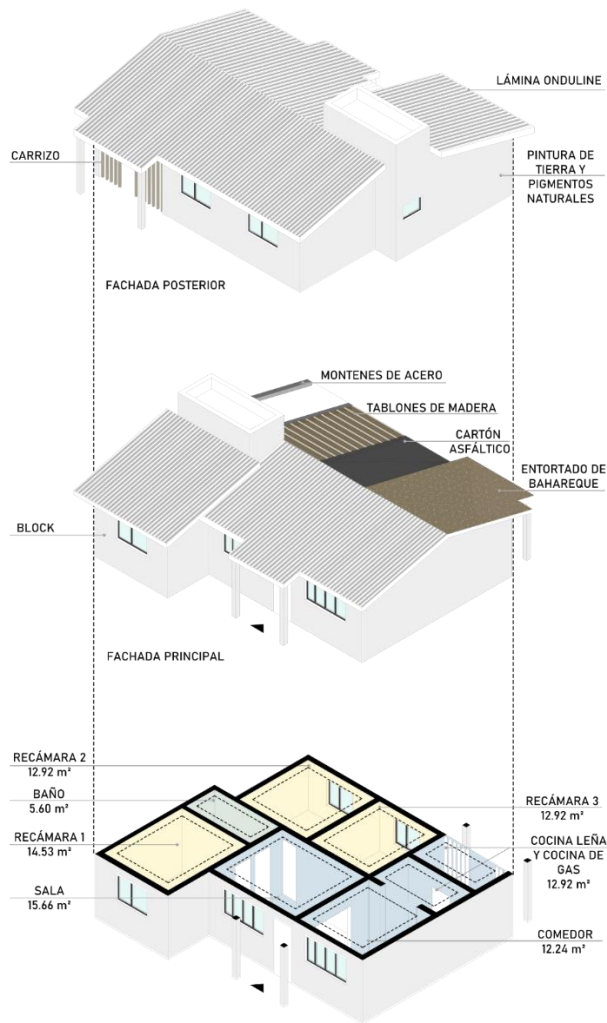 LÁMINA ONDULINE
CARRIZO
PINTURA DE
TIERRA Y
PIGMENTOS
NATURALES
FACHADA POSTERIOR
MONTENES DE ACERO
TABLONES DE MADERA
CARTÓN
ASFÁLTICO
ENTORTADO DE
BAHAREQUE
BLOCK
FACHADA PRINCIPAL
RECÁMARA 2
12.92 m²
BAÑO
5.60 m²
RECÁMARA 1
14.53 m²
SALA
15.66 m²
RECÁMARA 3
12.92 m²
COCINA LEÑA
Y COCINA DE
GAS
12.92 m²
COMEDOR
12.24 m²